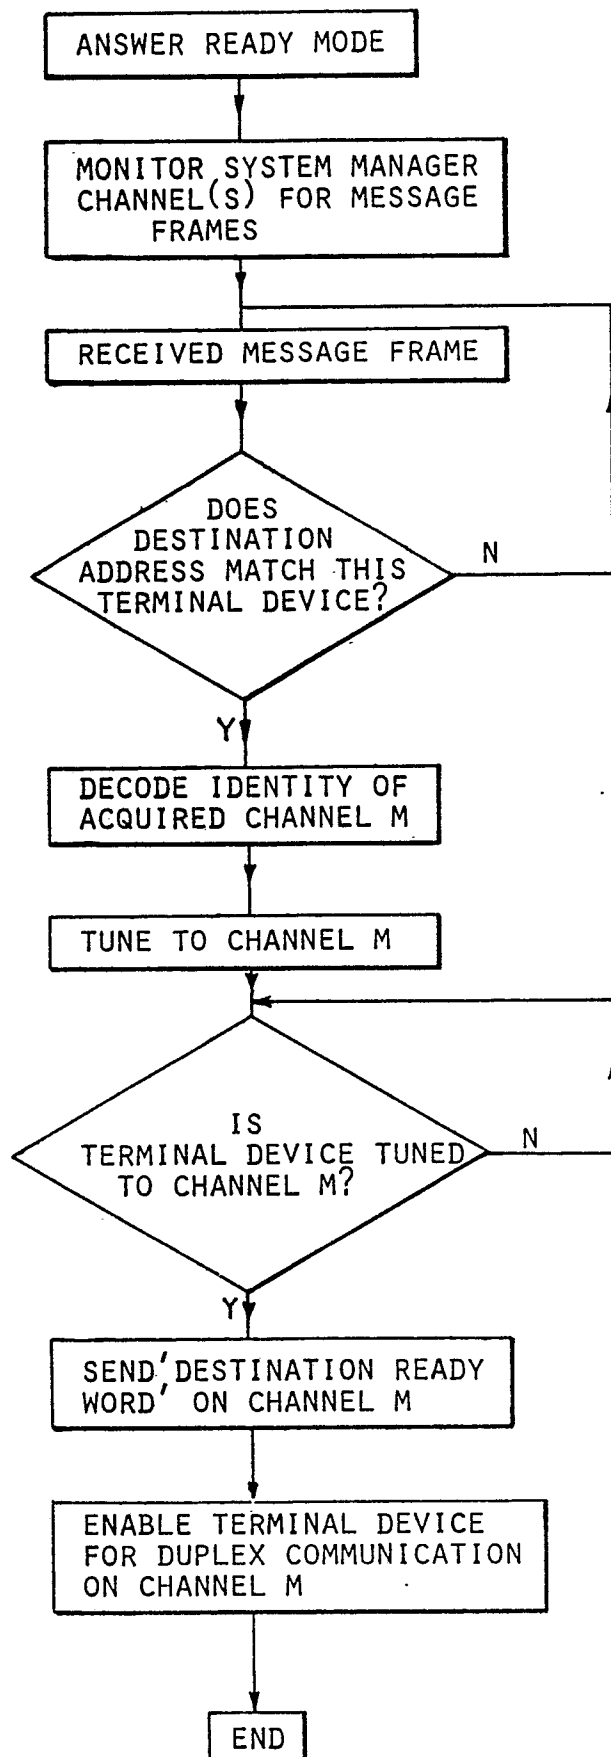 ANSWER READY MODE
MONITOR SYSTEM MANAGER
CHANNEL(S) FOR MESSAGE
FRAMES
RECEIVED MESSAGE FRAME
DOES
DESTINATION
ADDRESS MATCH THIS
TERMINAL DEVICE?
N
Y
DECODE IDENTITY OF
ACQUIRED CHANNEL M
TUNE TO CHANNEL M
IS
TERMINAL DEVICE TUNED
TO CHANNEL M?
N
Y
SEND 'DESTINATION READY
WORD' ON CHANNEL M
ENABLE TERMINAL DEVICE
FOR DUPLEX COMMUNICATION
ON CHANNEL M
END